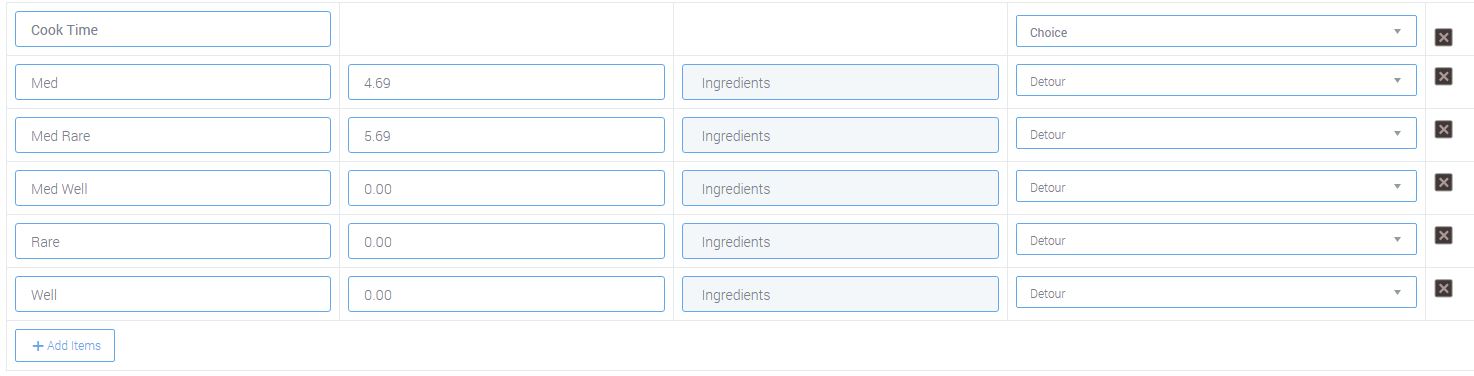 Cook Time Choice
Med 4.69 Ingredients Detour
Med Rare 5.69 Ingredients Detour
Med Well 0.00 Ingredients Detour
Rare 0.00 Ingredients Detour
Well 0.00 Ingredients Detour
+ Add Items